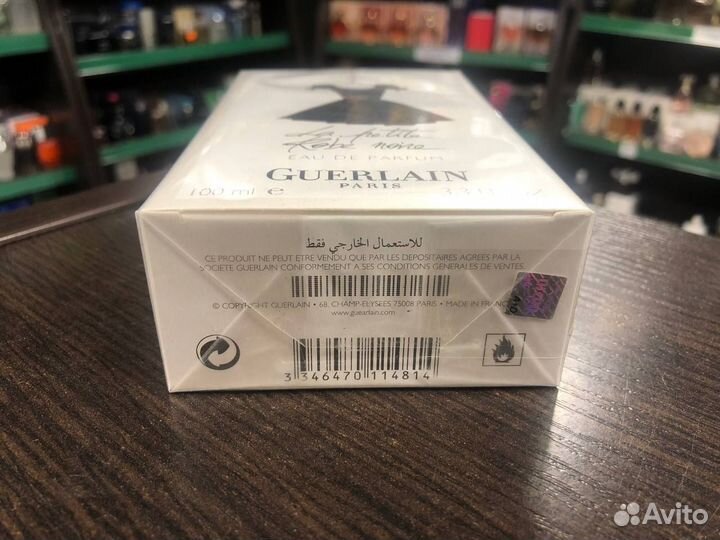 La petite
Robe noire
EAU DE PARFUM
GUERLAIN
PARIS
100 ml e
للاستعمال الخارجي فقط
CE PRODUIT NE PEUT ETRE VENDU QUE PAR LES DEPOSITAIRES AGREES PAR LA
SOCIETE GUERLAIN CONFORMEMENT A SES CONDITIONS GENERALES DE VENTES.
© COPYRIGHT GUERLAIN • 68, CHAMP-ELYSEES 75008 PARIS • MADE IN FRANCE
www.guerlain.com
3 346470 114814
Avito